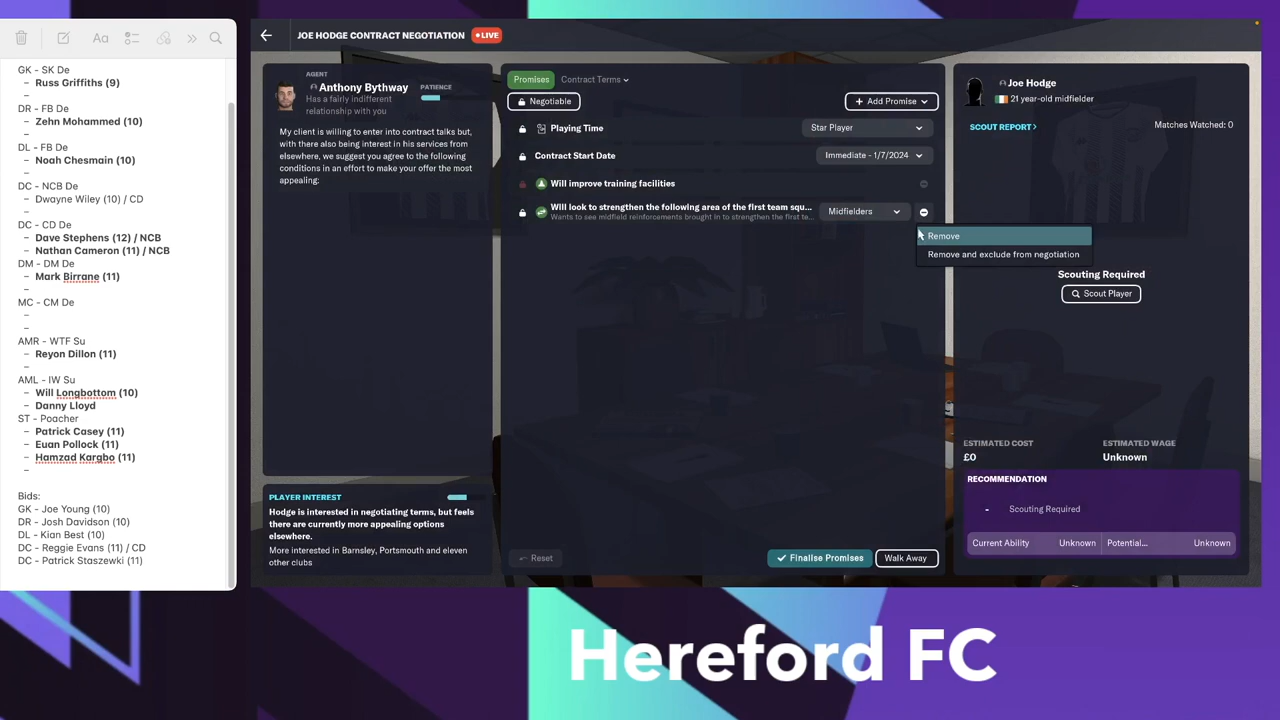 Aa
GK - SK De
– Russ Griffiths (9)
–
DR - FB De
– Zehn Mohammed (10)
–
DL - FB De
– Noah Chesmain (10)
–
DC - NCB De
– Dwayne Wiley (10) / CD
–
DC - CD De
– Dave Stephens (12) / NCB
– Nathan Cameron (11) / NCB
DM - DM De
– Mark Birrane (11)
–
MC - CM De
–
–
AMR - WTF Su
– Reyon Dillon (11)
–
AML - IW Su
– Will Longbottom (10)
– Danny Lloyd
ST - Poacher
– Patrick Casey (11)
– Euan Pollock (11)
– Hamzad Kargbo (11)
–
Bids:
GK - Joe Young (10)
DR - Josh Davidson (10)
DL - Kian Best (10)
DC - Reggie Evans (11) / CD
DC - Patrick Staszewki (11)
JOE HODGE CONTRACT NEGOTIATION
LIVE
AGENT
Anthony Bythway
Has a fairly indifferent
relationship with you
PATIENCE
My client is willing to enter into contract talks but,
with there also being interest in his services from
elsewhere, we suggest you agree to the following
conditions in an effort to make your offer the most
appealing:
PLAYER INTEREST
Hodge is interested in negotiating terms, but feels
there are currently more appealing options
elsewhere.
More interested in Barnsley, Portsmouth and eleven
other clubs
Promises
Contract Terms
Negotiable
+ Add Promise
Playing Time
Star Player
Contract Start Date
Immediate - 1/7/2024
Will improve training facilities
Will look to strengthen the following area of the first team squ...
Wants to see midfield reinforcements brought in to strengthen the first te...
Midfielders
Remove
Remove and exclude from negotiation
Reset
Finalise Promises
Walk Away
Joe Hodge
21 year-old midfielder
SCOUT REPORT>
Matches Watched: 0
Scouting Required
Scout Player
ESTIMATED COST
£0
ESTIMATED WAGE
Unknown
RECOMMENDATION
- Scouting Required
Current Ability Unknown
Potential... Unknown
Hereford FC